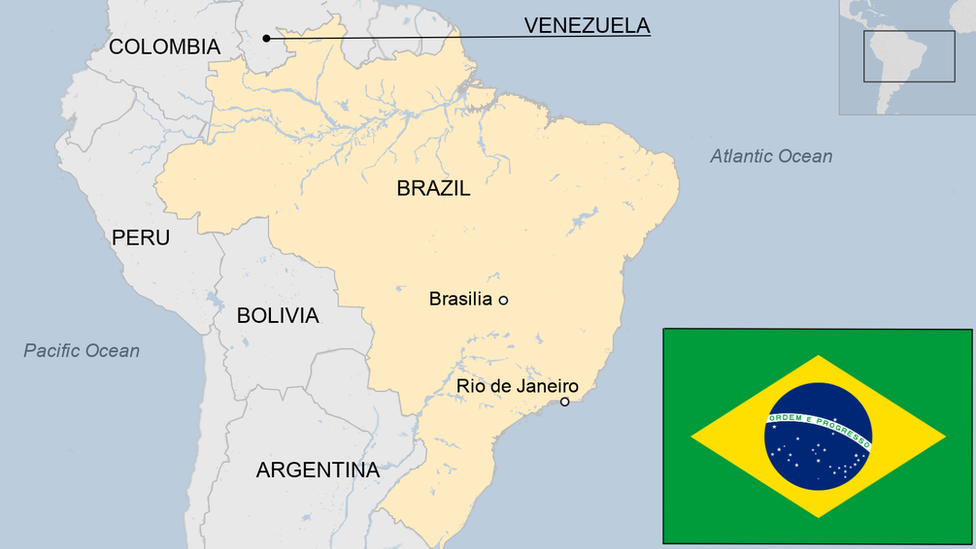 VENEZUELA
COLOMBIA
Atlantic Ocean
BRAZIL
PERU
Brasilia
BOLIVIA
Pacific Ocean
Rio de Janeiro
ORDEM E PROGRESSO
ARGENTINA